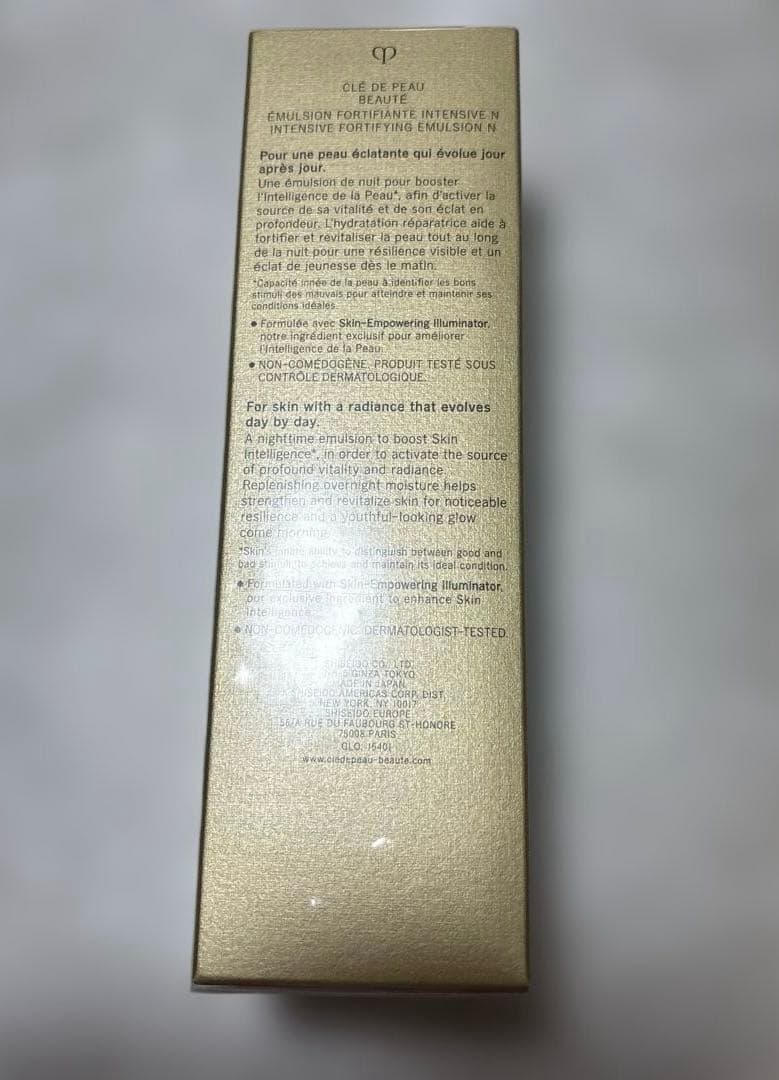 CLÉ DE PEAU
BEAUTÉ
ÉMULSION FORTIFIANTE INTENSIVE N
INTENSIVE FORTIFYING EMULSION N
Pour une peau éclatante qui évolue jour
après jour.
Une émulsion de nuit pour booster
l'Intelligence de la Peau*, afin d'activer la
source de sa vitalité et de son éclat en
profondeur. L'hydratation réparatrice aide à
fortifier et revitaliser la peau tout au long
de la nuit pour une résilience visible et un
éclat de jeunesse dès le matin.
*Capacité innée de la peau à identifier les bons
stimuli des mauvais pour atteindre et maintenir ses
conditions idéales.
• Formulée avec Skin-Empowering Illuminator,
notre ingrédient exclusif pour améliorer
l'Intelligence de la Peau.
• NON-COMÉDOGÈNE. PRODUIT TESTÉ SOUS
CONTRÔLE DERMATOLOGIQUE.
For skin with a radiance that evolves
day by day.
A nighttime emulsion to boost Skin
Intelligence*, in order to activate the source
of profound vitality and radiance.
Replenishing overnight moisture helps
strengthen and revitalize skin for noticeable
resilience and a youthful-looking glow
come morning.
*Skin's innate ability to distinguish between good and
bad stimuli to achieve and maintain its ideal condition.
• Formulated with Skin-Empowering Illuminator,
our exclusive ingredient to enhance Skin
Intelligence.
• NON-COMEDOGENIC. DERMATOLOGIST-TESTED.
SHISEIDO CO., LTD.
GINZA TOKYO
MADE IN JAPAN
SHISEIDO AMERICAS CORP. DIST.
NEW YORK, NY 10017
SHISEIDO EUROPE
56/A RUE DU FAUBOURG ST-HONORE
75008 PARIS
GLO. 15401
www.cledepeau-beaute.com